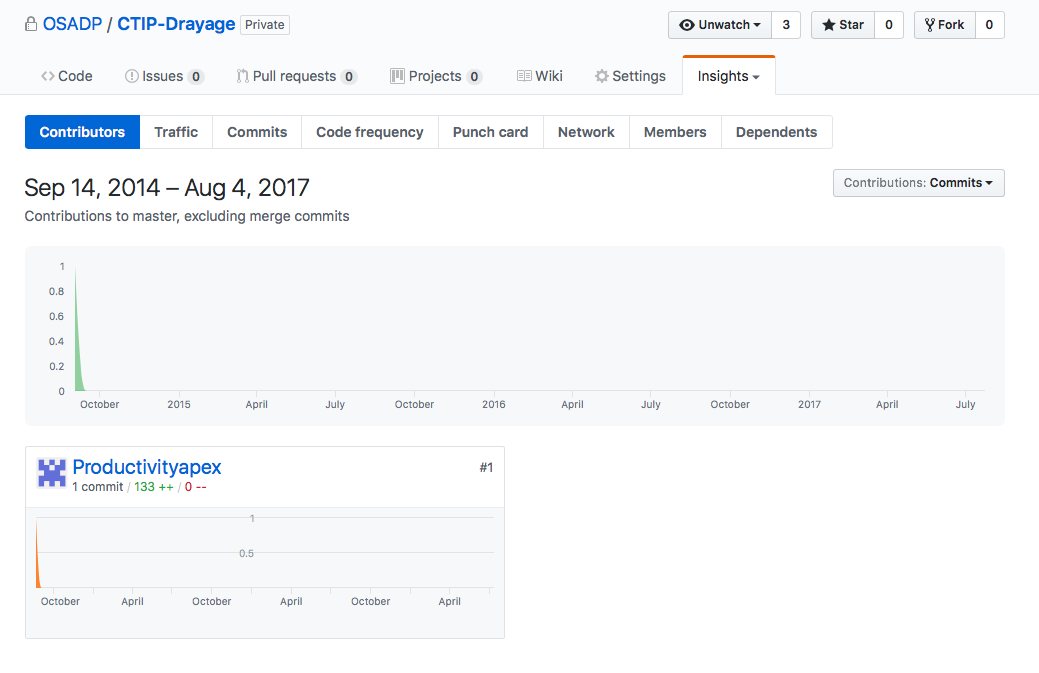 OSADP / CTIP-Drayage Private Unwatch 3 Star 0 Fork 0
Code Issues 0 Pull requests 0 Projects 0 Wiki Settings Insights
Contributors Traffic Commits Code frequency Punch card Network Members Dependents
Sep 14, 2014 – Aug 4, 2017
Contributions: Commits
Contributions to master, excluding merge commits
1
0.8
0.6
0.4
0.2
0
October 2015 April July October 2016 April July October 2017 April July
Productivityapex #1
1 commit / 133 ++ / 0 --
1
0.5
October April October April October April